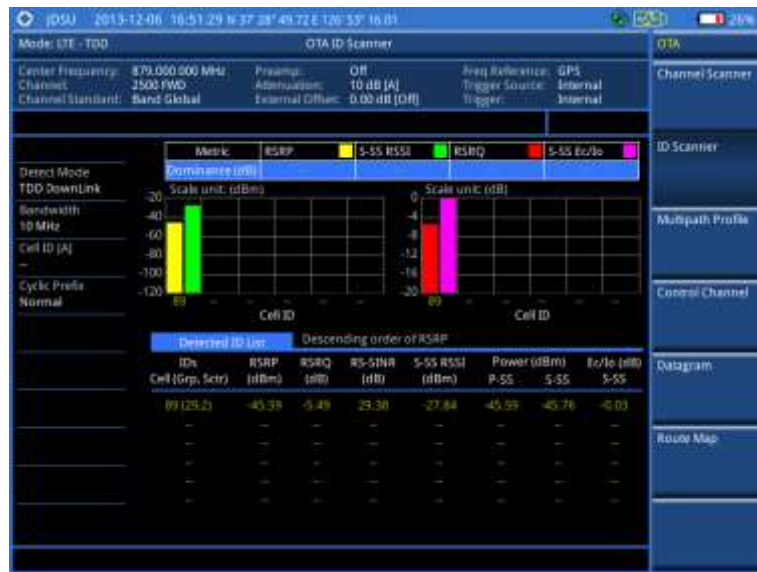 JDSU 2013-12-06 16:51:29 N 37 28' 49.72 E 126 53' 16.01 26%
Mode: LTE - TDD OTA ID Scanner OTA
Center Frequency: 879.000 000 MHz Preamp: Off Freq Reference: GPS
Channel: 2500 FWD Attenuation: 10 dB [A] Trigger Source: Internal
Channel Standard: Band Global External Offset: 0.00 dB [Off] Trigger: Internal
Channel Scanner
ID Scanner
Multipath Profile
Control Channel
Datagram
Route Map
Detect Mode
TDD DownLink
Bandwidth
10 MHz
Cell ID [A]
--
Cyclic Prefix
Normal
Metric RSRP S-SS RSSI RSRQ S-SS Ec/Io
Dominance (dB)
Scale unit: (dBm) Scale unit: (dB)
-20 0
-40 -4
-60 -8
-80 -12
-100 -16
-120 -20
89 -- -- -- -- -- 89 -- -- -- -- --
Cell ID Cell ID
Detected ID List Descending order of RSRP
IDs RSRP RSRQ RS-SINR S-SS RSSI Power (dBm) Ec/Io (dB)
Cell (Grp, Sctr) (dBm) (dB) (dB) (dBm) P-SS S-SS S-SS
89 (29,2) -45.39 -5.49 29.38 -27.84 -45.59 -45.76 -0.03
-- -- -- -- -- -- -- --
-- -- -- -- -- -- -- --
-- -- -- -- -- -- -- --
-- -- -- -- -- -- -- --
-- -- -- -- -- -- -- --